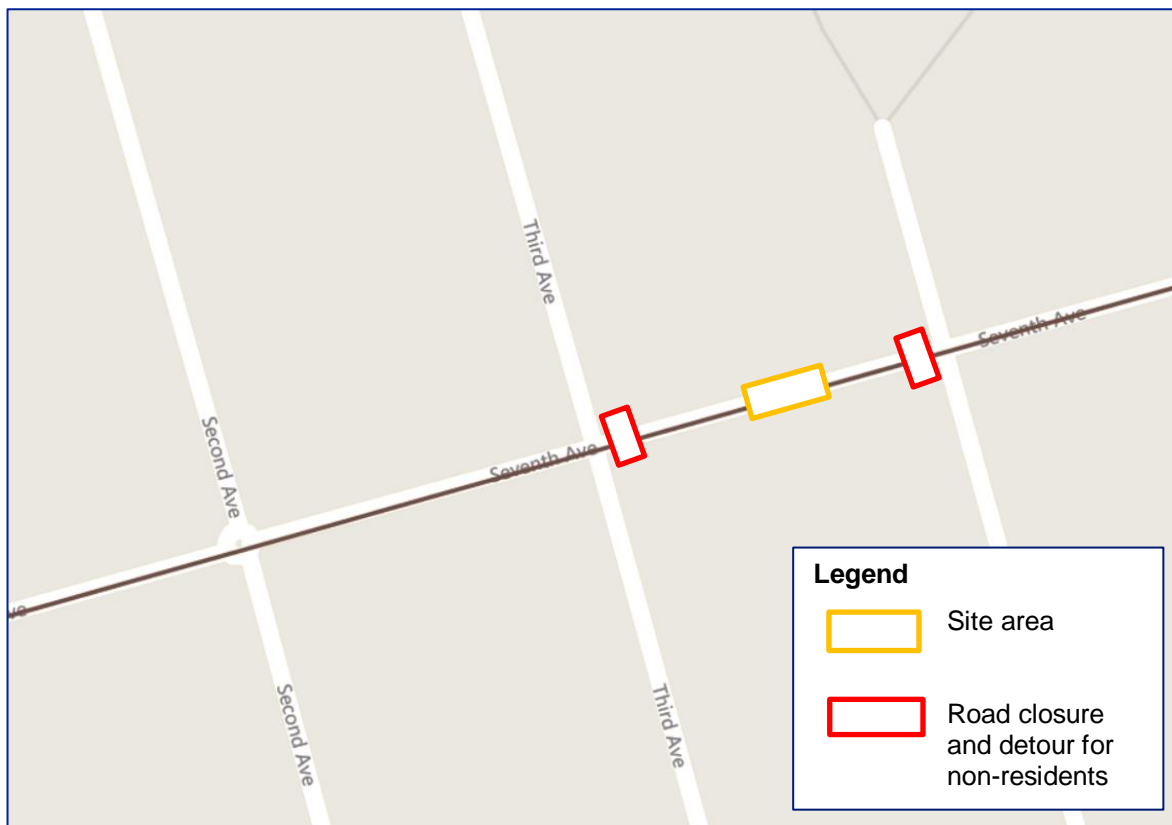 Third Ave
Seventh Ave
Second Ave
Seventh Ave
ve
Second Ave
Third Ave
Legend
Site area
Road closure
and detour for
non-residents